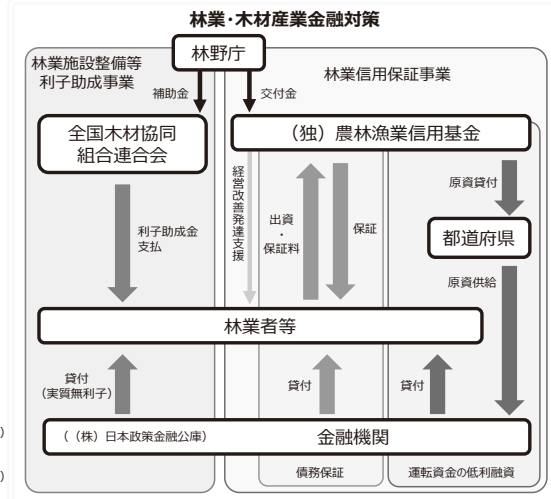 林業・木材産業金融対策
林野庁
林業施設整備等
利子助成事業
林業信用保証事業
補助金
交付金
全国木材協同
組合連合会
（独）農林漁業信用基金
利子助成金
支払
経営改善発達支援
出資
・
保証料
保証
原資貸付
都道府県
原資供給
林業者等
貸付
（実質無利子）
貸付
貸付
（（株）日本政策金融公庫）
金融機関
債務保証
運転資金の低利融資
）
）